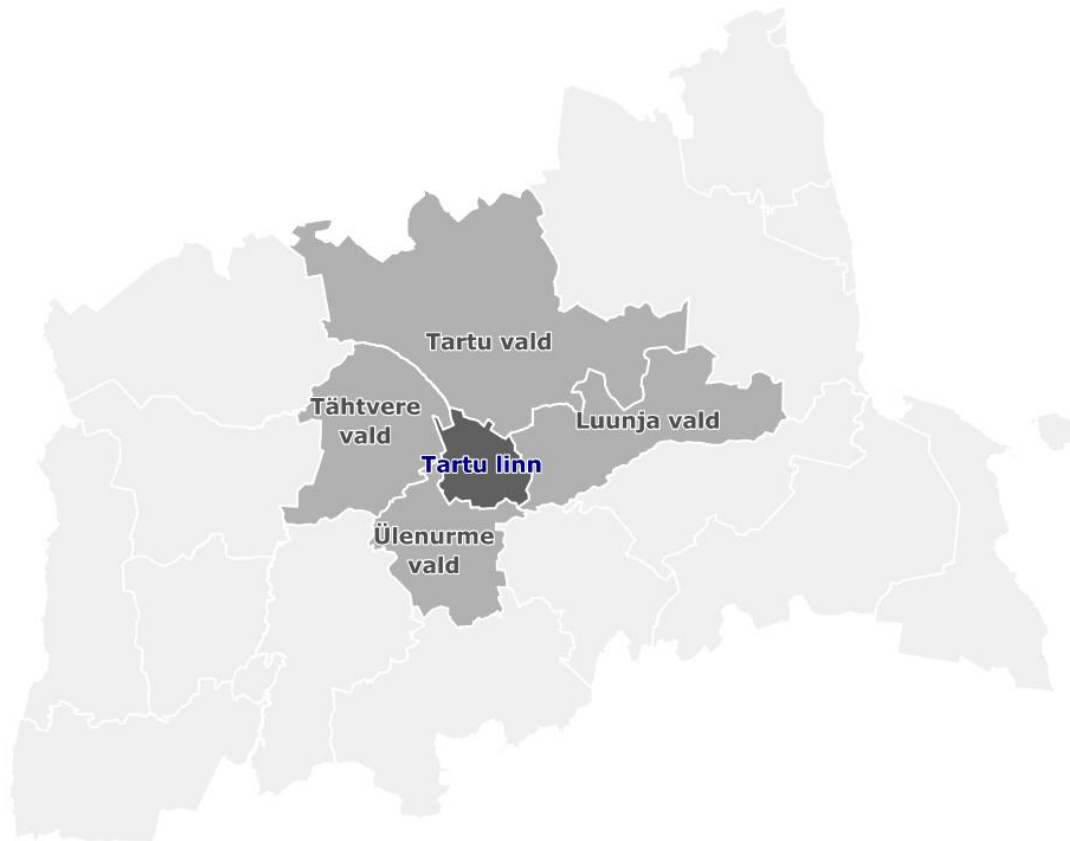 Tartu vald
Tähtvere
vald
Luunja vald
Tartu linn
Ülenurme
vald